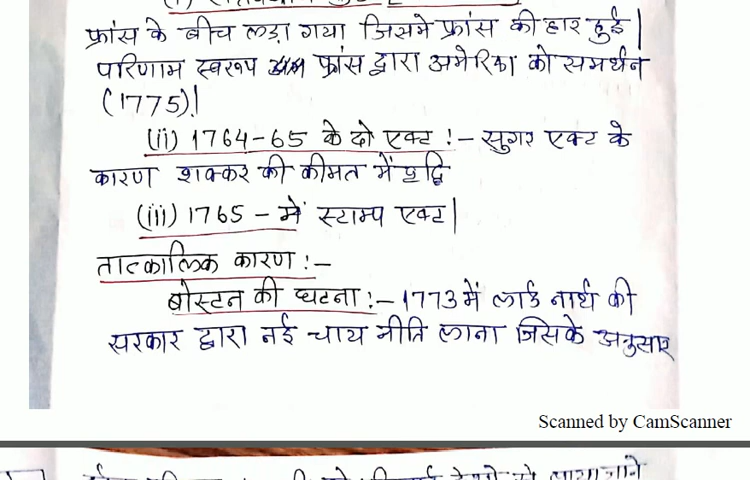 फ्रांस के बीच लड़ा गया जिसमे फ्रांस की हार हुई|
परिणाम स्वरूप फ्रांस द्वारा अमेरिका को समर्थन
(1775)|
(ii) 1764-65 के दो एक्ट :- सुगर एक्ट के
कारण शक्कर की कीमत में वृद्धि
(iii) 1765 - में स्टाम्प एक्ट|
तात्कालिक कारण :-
बोस्टन की घटना :- 1773 में लार्ड नार्थ की
सरकार द्वारा नई चाय नीति लाना जिसके अनुसार
Scanned by CamScanner